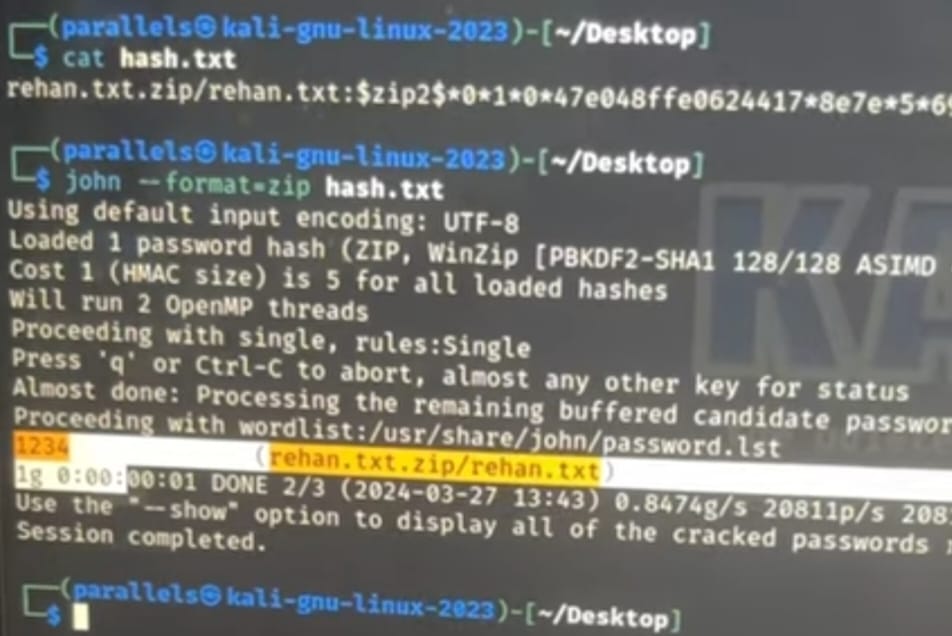 (parallels㉿kali-gnu-linux-2023)-[~/Desktop]
$ cat hash.txt
rehan.txt.zip/rehan.txt:$zip2$*0*1*0*47e048ffe0624417*8e7e*5*6
(parallels㉿kali-gnu-linux-2023)-[~/Desktop]
$ john --format=zip hash.txt
Using default input encoding: UTF-8
Loaded 1 password hash (ZIP, WinZip [PBKDF2-SHA1 128/128 ASIMD
Cost 1 (HMAC size) is 5 for all loaded hashes
Will run 2 OpenMP threads
Proceeding with single, rules:Single
Press 'q' or Ctrl-C to abort, almost any other key for status
Almost done: Processing the remaining buffered candidate passwor
Proceeding with wordlist:/usr/share/john/password.lst
1234 (rehan.txt.zip/rehan.txt)
1g 0:00:00:01 DONE 2/3 (2024-03-27 13:43) 0.8474g/s 20811p/s 208
Use the "--show" option to display all of the cracked passwords
Session completed.
(parallels㉿kali-gnu-linux-2023)-[~/Desktop]
$